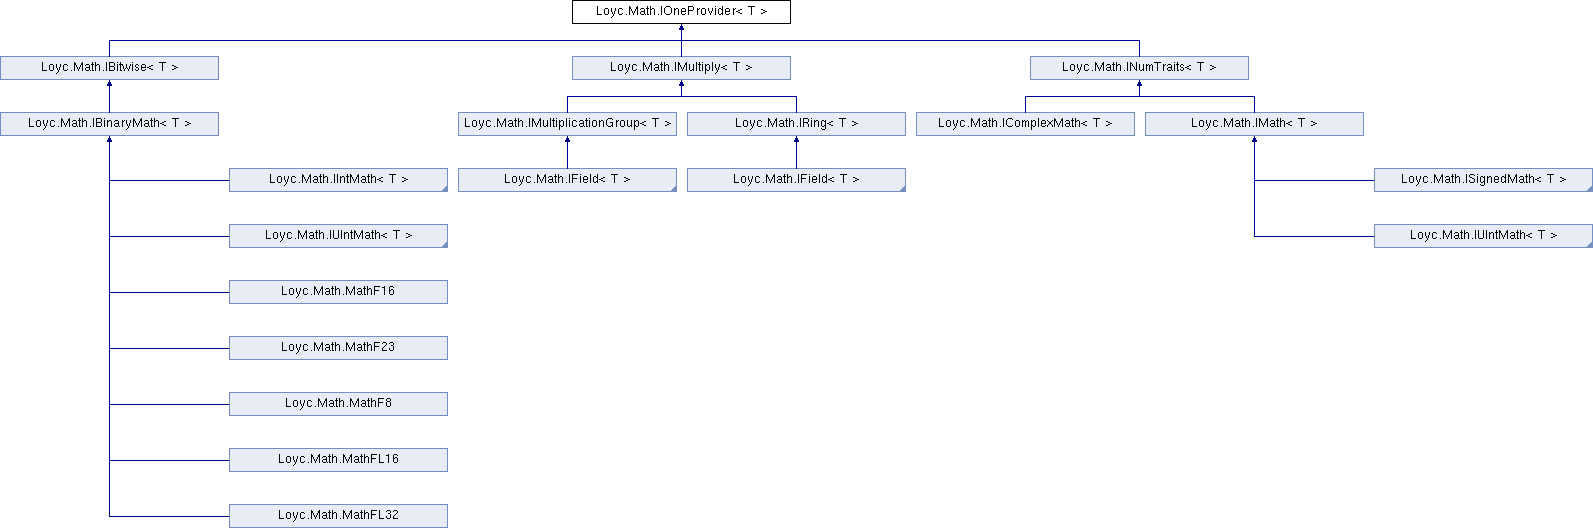 Loyc.Math.IOneProvider< T >
Loyc.Math.IBitwise< T >
Loyc.Math.IMultiply< T >
Loyc.Math.INumTraits< T >
Loyc.Math.IBinaryMath< T >
Loyc.Math.IMultiplicationGroup< T >
Loyc.Math.IRing< T >
Loyc.Math.IComplexMath< T >
Loyc.Math.IMath< T >
Loyc.Math.IIntMath< T >
Loyc.Math.IField< T >
Loyc.Math.IField< T >
Loyc.Math.ISignedMath< T >
Loyc.Math.IUIntMath< T >
Loyc.Math.IUIntMath< T >
Loyc.Math.MathF16
Loyc.Math.MathF23
Loyc.Math.MathF8
Loyc.Math.MathFL16
Loyc.Math.MathFL32